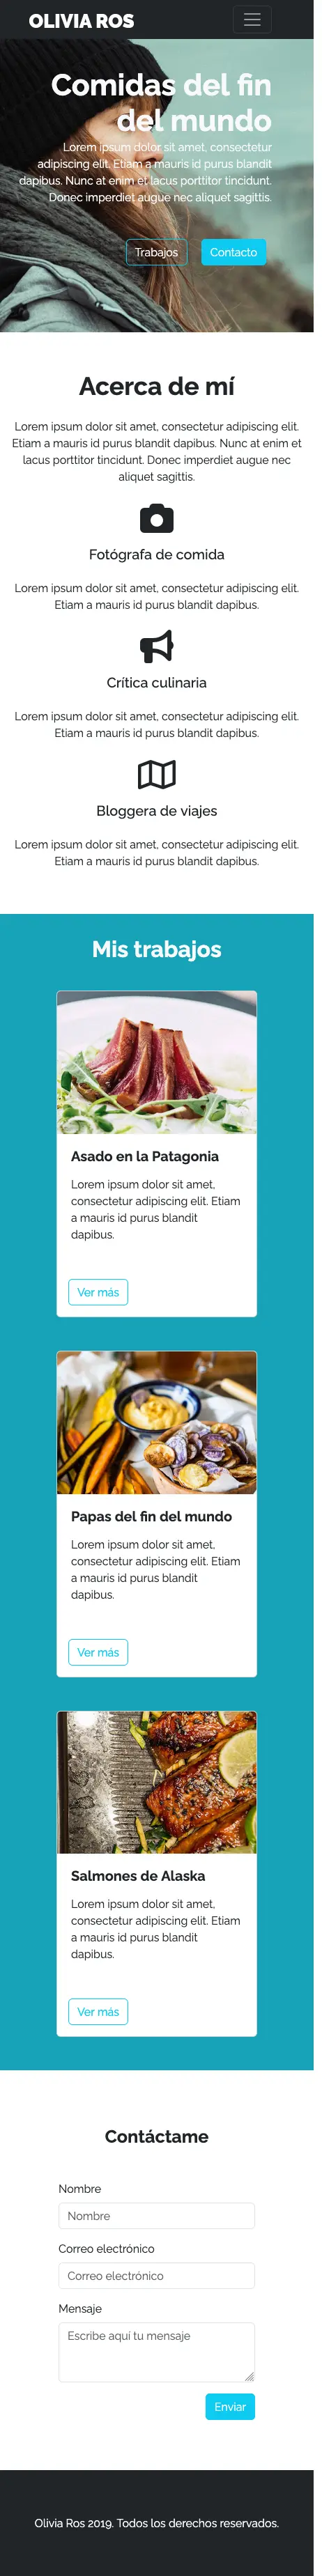 OLIVIA ROS
Comidas del fin
del mundo
Lorem ipsum dolor sit amet, consectetur
adipiscing elit. Etiam a mauris id purus blandit
dapibus. Nunc at enim et lacus porttitor tincidunt.
Donec imperdiet augue nec aliquet sagittis.
Trabajos Contacto
Acerca de mí
Lorem ipsum dolor sit amet, consectetur adipiscing elit.
Etiam a mauris id purus blandit dapibus. Nunc at enim et
lacus porttitor tincidunt. Donec imperdiet augue nec
aliquet sagittis.
Fotógrafa de comida
Lorem ipsum dolor sit amet, consectetur adipiscing elit.
Etiam a mauris id purus blandit dapibus.
Crítica culinaria
Lorem ipsum dolor sit amet, consectetur adipiscing elit.
Etiam a mauris id purus blandit dapibus.
Bloggera de viajes
Lorem ipsum dolor sit amet, consectetur adipiscing elit.
Etiam a mauris id purus blandit dapibus.
Mis trabajos
Asado en la Patagonia
Lorem ipsum dolor sit amet,
consectetur adipiscing elit. Etiam
a mauris id purus blandit
dapibus.
Ver más
Papas del fin del mundo
Lorem ipsum dolor sit amet,
consectetur adipiscing elit. Etiam
a mauris id purus blandit
dapibus.
Ver más
Salmones de Alaska
Lorem ipsum dolor sit amet,
consectetur adipiscing elit. Etiam
a mauris id purus blandit
dapibus.
Ver más
Contáctame
Nombre
Nombre
Correo electrónico
Correo electrónico
Mensaje
Escribe aquí tu mensaje
Enviar
Olivia Ros 2019. Todos los derechos reservados.